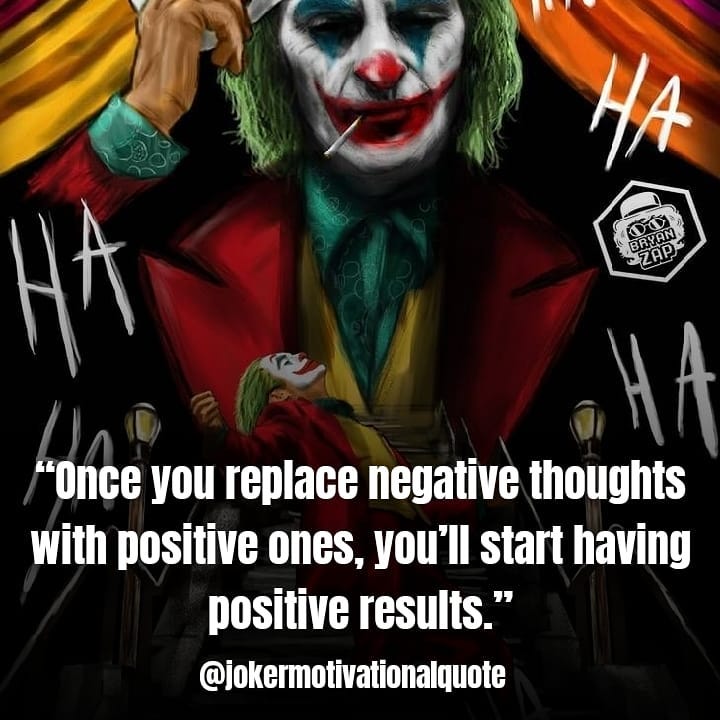 HA
HA
BRYAN
ZAP
HA
HA
HA
“Once you replace negative thoughts
with positive ones, you’ll start having
positive results.”
@jokermotivationalquote